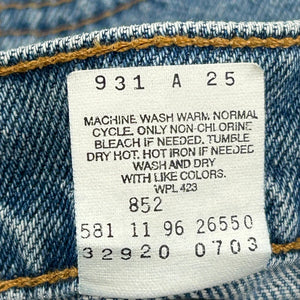 931 A 25
MACHINE WASH WARM. NORMAL
CYCLE. ONLY NON-CHLORINE
BLEACH IF NEEDED. TUMBLE
DRY HOT. HOT IRON IF NEEDED
WASH AND DRY
WITH LIKE COLORS.
WPL 423
852
581 11 96 26550
32920 0703